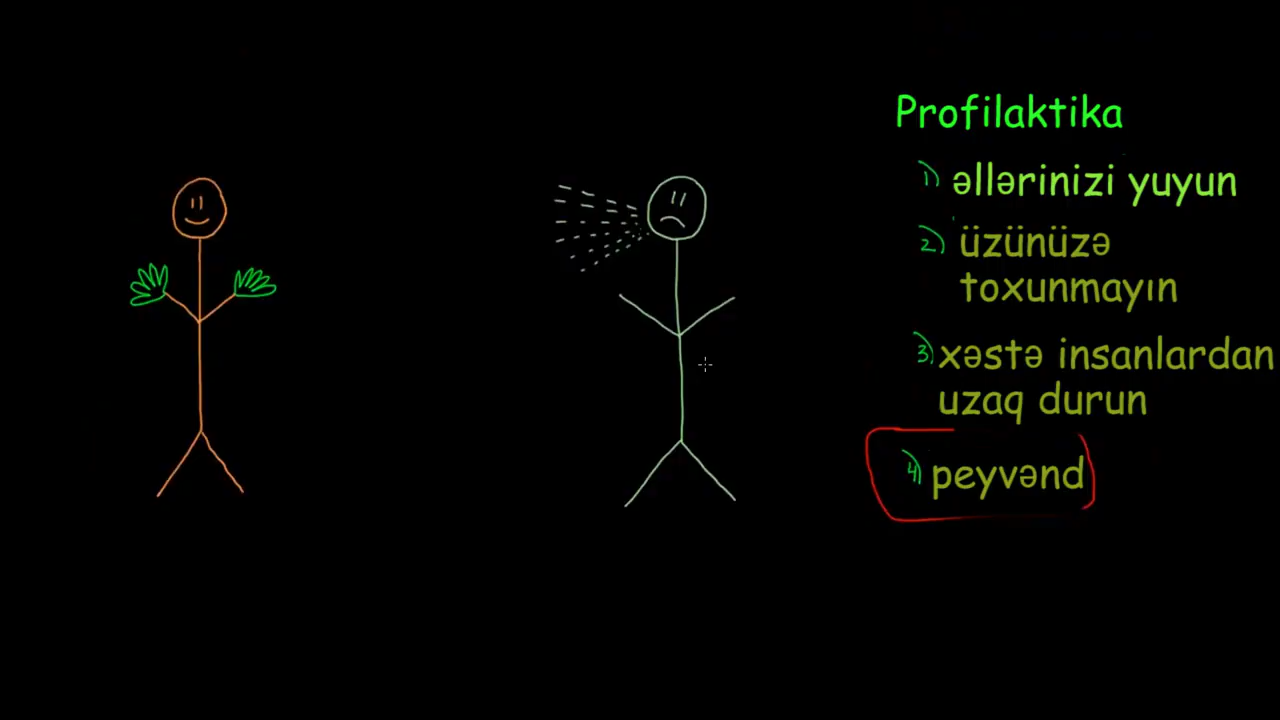 Profilaktika
1) əllərinizi yuyun
2) üzünüzə
toxunmayın
3) xəstə insanlardan
uzaq durun
4) peyvənd